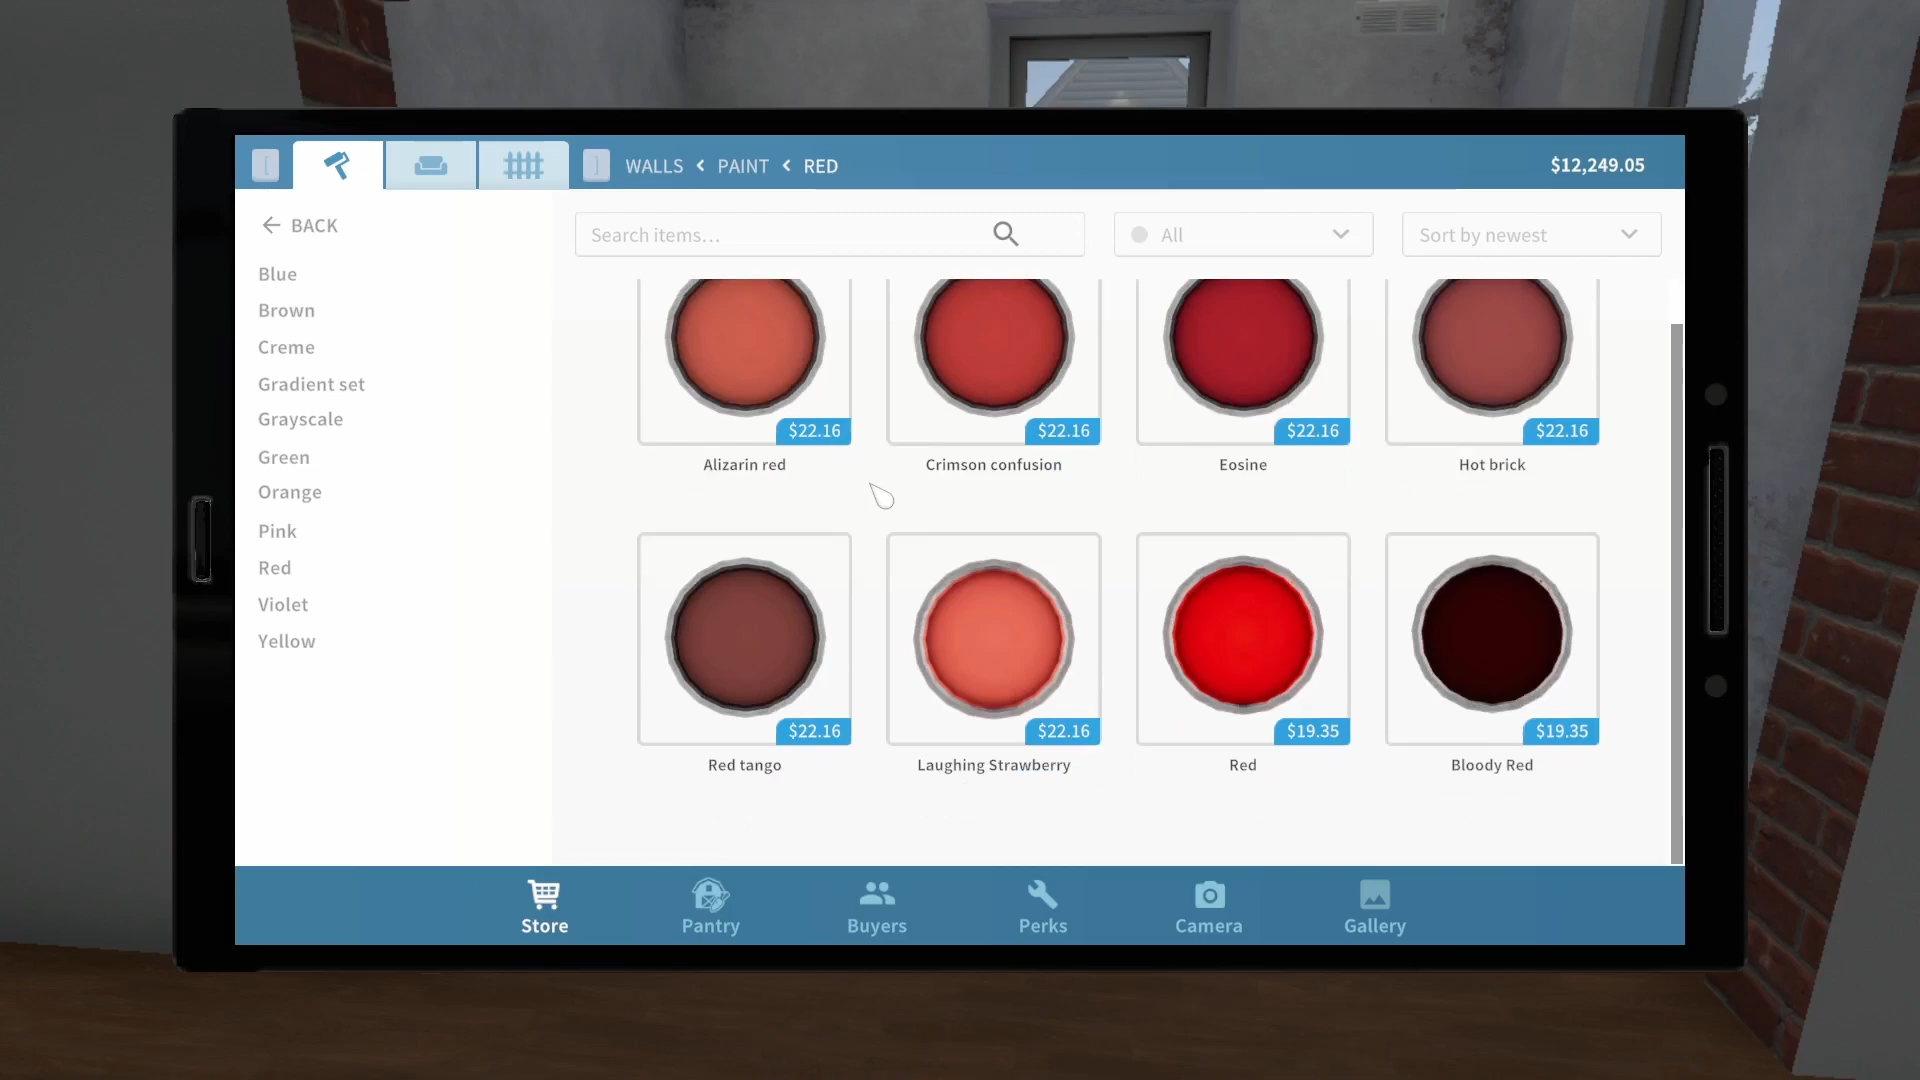 [ ] WALLS < PAINT < RED $12,249.05
BACK
Search items...
All
Sort by newest
Blue
Brown
Creme
Gradient set
Grayscale
Green
Orange
Pink
Red
Violet
Yellow
$22.16 $22.16 $22.16 $22.16
Alizarin red Crimson confusion Eosine Hot brick
$22.16 $22.16 $19.35 $19.35
Red tango Laughing Strawberry Red Bloody Red
Store Pantry Buyers Perks Camera Gallery